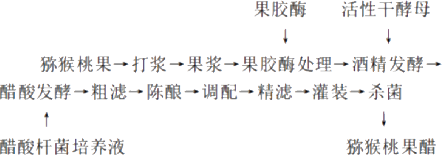 果胶酶 活性干酵母
猕猴桃果→打浆→果浆→果胶酶处理→酒精发酵→
醋酸发酵→粗滤→陈酿→调配→精滤→灌装→杀菌
醋酸杆菌培养液 猕猴桃果醋